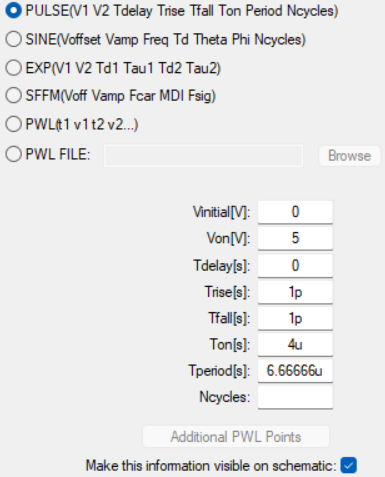 PULSE(V1 V2 Tdelay Trise Tfall Ton Period Ncycles)
SINE(Voffset Vamp Freq Td Theta Phi Ncycles)
EXP(V1 V2 Td1 Tau1 Td2 Tau2)
SFFM(Voff Vamp Fcar MDI Fsig)
PWL(t1 v1 t2 v2...)
PWL FILE: Browse
Vinitial[V]: 0
Von[V]: 5
Tdelay[s]: 0
Trise[s]: 1p
Tfall[s]: 1p
Ton[s]: 4u
Tperiod[s]: 6.66666u
Ncycles:
Additional PWL Points
Make this information visible on schematic: